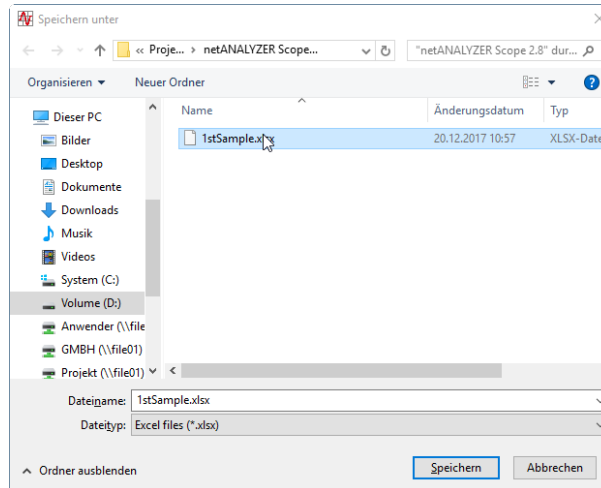 Speichern unter
« Proje... › netANALYZER Scope...
"netANALYZER Scope 2.8" dur...
Organisieren
Neuer Ordner
?
Dieser PC
Bilder
Desktop
Dokumente
Downloads
Musik
Videos
System (C:)
Volume (D:)
Anwender (\\file
GMBH (\\file01)
Projekt (\\file01)
Name Änderungsdatum Typ
1stSample.xlsx 20.12.2017 10:57 XLSX-Date
Dateiname: 1stSample.xlsx
Dateityp: Excel files (*.xlsx)
Ordner ausblenden
Speichern
Abbrechen